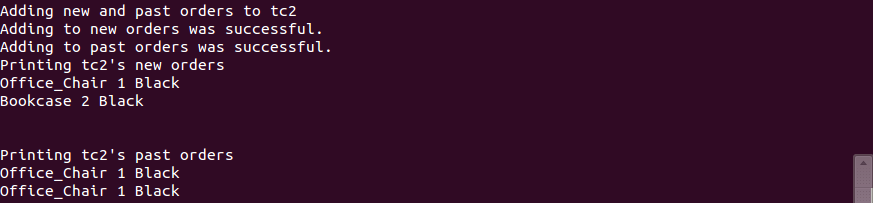 Adding new and past orders to tc2
Adding to new orders was successful.
Adding to past orders was successful.
Printing tc2's new orders
Office_Chair 1 Black
Bookcase 2 Black
Printing tc2's past orders
Office_Chair 1 Black
Office_Chair 1 Black